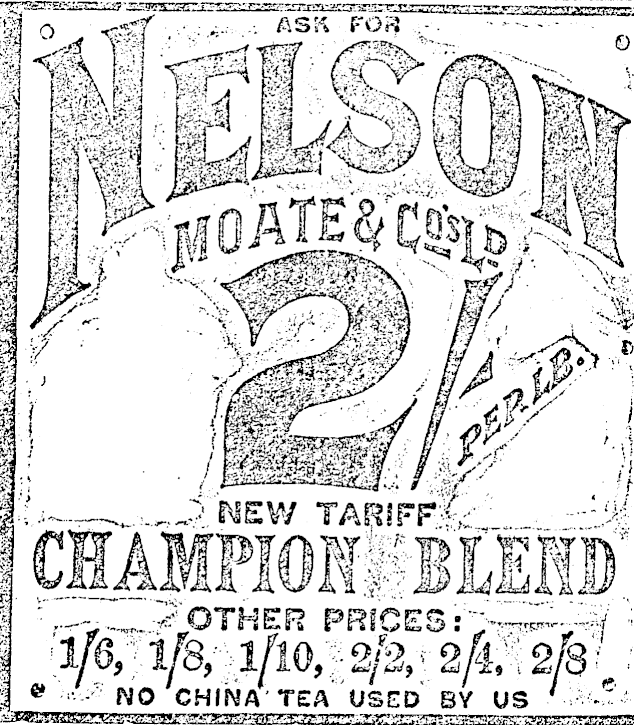 ASK FOR
NELSON
MOATE & CO'S LD
2/
PER LB.
NEW TARIFF
CHAMPION BLEND
OTHER PRICES:
1/6, 1/8, 1/10, 2/2, 2/4, 2/8
NO CHINA TEA USED BY US